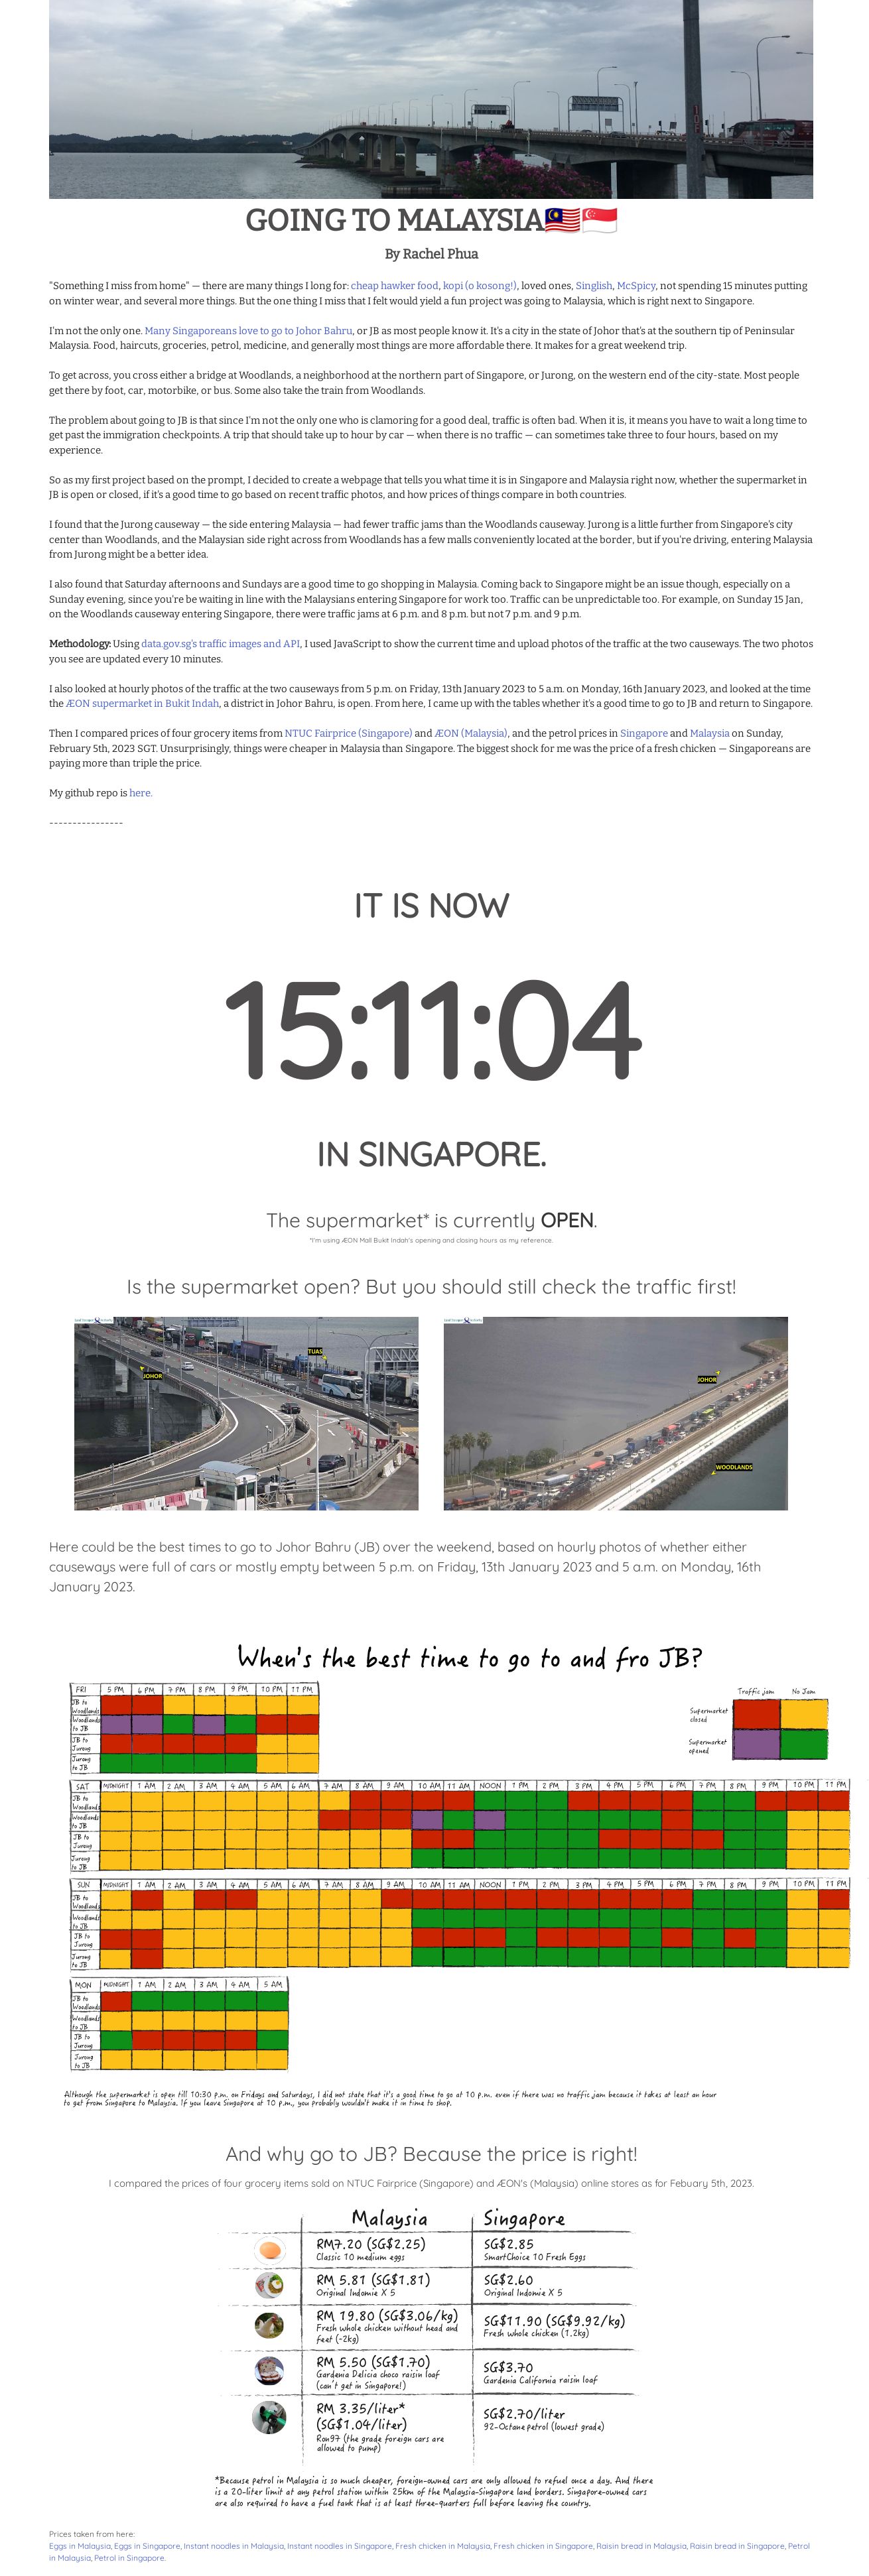 GOING TO MALAYSIA🇲🇾🇸🇬
By Rachel Phua
"Something I miss from home" — there are many things I long for: cheap hawker food, kopi (o kosong!), loved ones, Singlish, McSpicy, not spending 15 minutes putting
on winter wear, and several more things. But the one thing I miss that I felt would yield a fun project was going to Malaysia, which is right next to Singapore.
I'm not the only one. Many Singaporeans love to go to Johor Bahru, or JB as most people know it. It's a city in the state of Johor that's at the southern tip of Peninsular
Malaysia. Food, haircuts, groceries, petrol, medicine, and generally most things are more affordable there. It makes for a great weekend trip.
To get across, you cross either a bridge at Woodlands, a neighborhood at the northern part of Singapore, or Jurong, on the western end of the city-state. Most people
get there by foot, car, motorbike, or bus. Some also take the train from Woodlands.
The problem about going to JB is that since I'm not the only one who is clamoring for a good deal, traffic is often bad. When it is, it means you have to wait a long time to
get past the immigration checkpoints. A trip that should take up to hour by car — when there is no traffic — can sometimes take three to four hours, based on my
experience.
So as my first project based on the prompt, I decided to create a webpage that tells you what time it is in Singapore and Malaysia right now, whether the supermarket in
JB is open or closed, if it's a good time to go based on recent traffic photos, and how prices of things compare in both countries.
I found that the Jurong causeway — the side entering Malaysia — had fewer traffic jams than the Woodlands causeway. Jurong is a little further from Singapore's city
center than Woodlands, and the Malaysian side right across from Woodlands has a few malls conveniently located at the border, but if you're driving, entering Malaysia
from Jurong might be a better idea.
I also found that Saturday afternoons and Sundays are a good time to go shopping in Malaysia. Coming back to Singapore might be an issue though, especially on a
Sunday evening, since you're be waiting in line with the Malaysians entering Singapore for work too. Traffic can be unpredictable too. For example, on Sunday 15 Jan,
on the Woodlands causeway entering Singapore, there were traffic jams at 6 p.m. and 8 p.m. but not 7 p.m. and 9 p.m.
Methodology: Using data.gov.sg's traffic images and API, I used JavaScript to show the current time and upload photos of the traffic at the two causeways. The two photos
you see are updated every 10 minutes.
I also looked at hourly photos of the traffic at the two causeways from 5 p.m. on Friday, 13th January 2023 to 5 a.m. on Monday, 16th January 2023, and looked at the time
the ÆON supermarket in Bukit Indah, a district in Johor Bahru, is open. From here, I came up with the tables whether it's a good time to go to JB and return to Singapore.
Then I compared prices of four grocery items from NTUC Fairprice (Singapore) and ÆON (Malaysia), and the petrol prices in Singapore and Malaysia on Sunday,
February 5th, 2023 SGT. Unsurprisingly, things were cheaper in Malaysia than Singapore. The biggest shock for me was the price of a fresh chicken — Singaporeans are
paying more than triple the price.
My github repo is here.
----------------
IT IS NOW
15:11:04
IN SINGAPORE.
The supermarket* is currently OPEN.
*I'm using ÆON Mall Bukit Indah's opening and closing hours as my reference.
Is the supermarket open? But you should still check the traffic first!
TUAS
JOHOR
JOHOR
WOODLANDS
Here could be the best times to go to Johor Bahru (JB) over the weekend, based on hourly photos of whether either
causeways were full of cars or mostly empty between 5 p.m. on Friday, 13th January 2023 and 5 a.m. on Monday, 16th
January 2023.
When's the best time to go to and fro JB?
Traffic jam No Jam
Supermarket closed
Supermarket opened
FRI 5 PM 6 PM 7 PM 8 PM 9 PM 10 PM 11 PM
JB to Woodlands
Woodlands to JB
JB to Jurong
Jurong to JB
SAT MIDNIGHT 1 AM 2 AM 3 AM 4 AM 5 AM 6 AM 7 AM 8 AM 9 AM 10 AM 11 AM NOON 1 PM 2 PM 3 PM 4 PM 5 PM 6 PM 7 PM 8 PM 9 PM 10 PM 11 PM
JB to Woodlands
Woodlands to JB
JB to Jurong
Jurong to JB
SUN MIDNIGHT 1 AM 2 AM 3 AM 4 AM 5 AM 6 AM 7 AM 8 AM 9 AM 10 AM 11 AM NOON 1 PM 2 PM 3 PM 4 PM 5 PM 6 PM 7 PM 8 PM 9 PM 10 PM 11 PM
JB to Woodlands
Woodlands to JB
JB to Jurong
Jurong to JB
MON MIDNIGHT 1 AM 2 AM 3 AM 4 AM 5 AM
JB to Woodlands
Woodlands to JB
JB to Jurong
Jurong to JB
Although the supermarket is open till 10:30 p.m. on Fridays and Saturdays, I did not state that it's a good time to go at 10 p.m. even if there was no traffic jam because it takes at least an hour
to get from Singapore to Malaysia. If you leave Singapore at 10 p.m., you probably wouldn't make it in time to shop.
And why go to JB? Because the price is right!
I compared the prices of four grocery items sold on NTUC Fairprice (Singapore) and ÆON's (Malaysia) online stores as for Febuary 5th, 2023.
Malaysia Singapore
RM7.20 (SG$2.25)
Classic 10 medium eggs
SG$2.85
SmartChoice 10 Fresh Eggs
RM 5.81 (SG$1.81)
Original Indomie X 5
SG$2.60
Original Indomie X 5
RM 19.80 (SG$3.06/kg)
Fresh whole chicken without head and
feet (~2kg)
SG$11.90 (SG$9.92/kg)
Fresh whole chicken (1.2kg)
RM 5.50 (SG$1.70)
Gardenia Delicia choco raisin loaf
(can't get in Singapore!)
SG$3.70
Gardenia California raisin loaf
RM 3.35/liter*
(SG$1.04/liter)
Ron97 (the grade foreign cars are
allowed to pump)
SG$2.70/liter
92-Octane petrol (lowest grade)
*Because petrol in Malaysia is so much cheaper, foreign-owned cars are only allowed to refuel once a day. And there
is a 20-liter limit at any petrol station within 25km of the Malaysia-Singapore land borders. Singapore-owned cars
are also required to have a fuel tank that is at least three-quarters full before leaving the country.
Prices taken from here:
Eggs in Malaysia, Eggs in Singapore, Instant noodles in Malaysia, Instant noodles in Singapore, Fresh chicken in Malaysia, Fresh chicken in Singapore, Raisin bread in Malaysia, Raisin bread in Singapore, Petrol
in Malaysia, Petrol in Singapore.